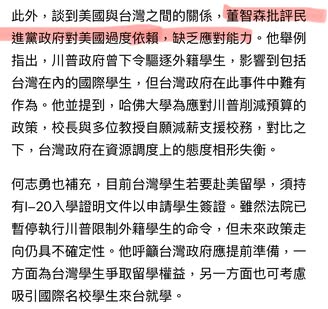 此外，談到美國與台灣之間的關係，董智森批評民
進黨政府對美國過度依賴，缺乏應對能力。他舉例
指出，川普政府曾下令驅逐外籍學生，影響到包括
台灣在內的國際學生，但台灣政府在此事件中難有
作為。他並提到，哈佛大學為應對川普削減預算的
政策，校長與多位教授自願減薪支援校務，對比之
下，台灣政府在資源調度上的態度相形失衡。
何志勇也補充，目前台灣學生若要赴美留學，須持
有I-20入學證明文件以申請學生簽證。雖然法院已
暫停執行川普限制外籍學生的命令，但未來政策走
向仍具不確定性。他呼籲台灣政府應提前準備，一
方面為台灣學生爭取留學權益，另一方面也可考慮
吸引國際名校學生來台就學。